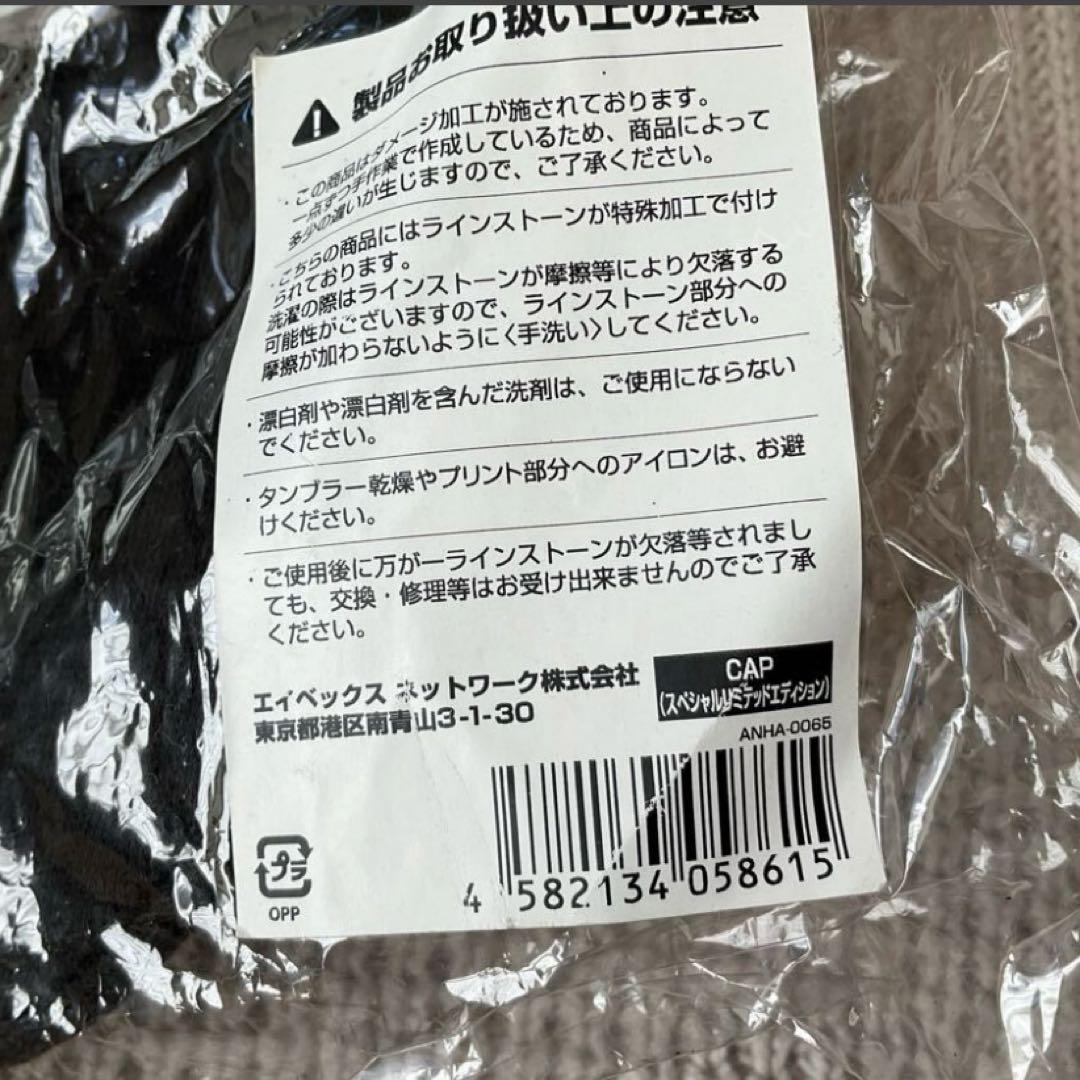 製品お取り扱い上の注意
・この商品はダメージ加工が施されております。
一点ずつ手作業で作成しているため、商品によって
多少の違いが生じますので、ご了承ください。
・こちらの商品にはラインストーンが特殊加工で付け
られております。
洗濯の際はラインストーンが摩擦等により欠落する
可能性がございますので、ラインストーン部分への
摩擦が加わらないように〈手洗い〉してください。
・漂白剤や漂白剤を含んだ洗剤は、ご使用にならない
でください。
・タンブラー乾燥やプリント部分へのアイロンは、お避
けください。
・ご使用後に万が一ラインストーンが欠落等されまし
ても、交換・修理等はお受け出来ませんのでご了承
ください。
エイベックス ネットワーク株式会社
東京都港区南青山3-1-30
CAP
(スペシャルリミテッドエディション)
ANHA-0065
4 582134 058615
プラ
OPP